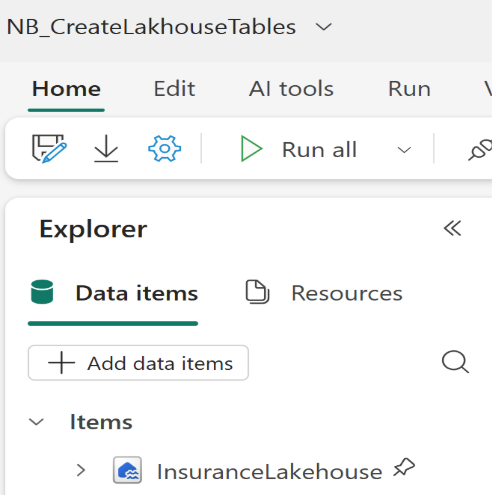 NB_CreateLakhouseTables
Home Edit AI tools Run
Run all
Explorer
Data items Resources
Add data items
Items
InsuranceLakehouse